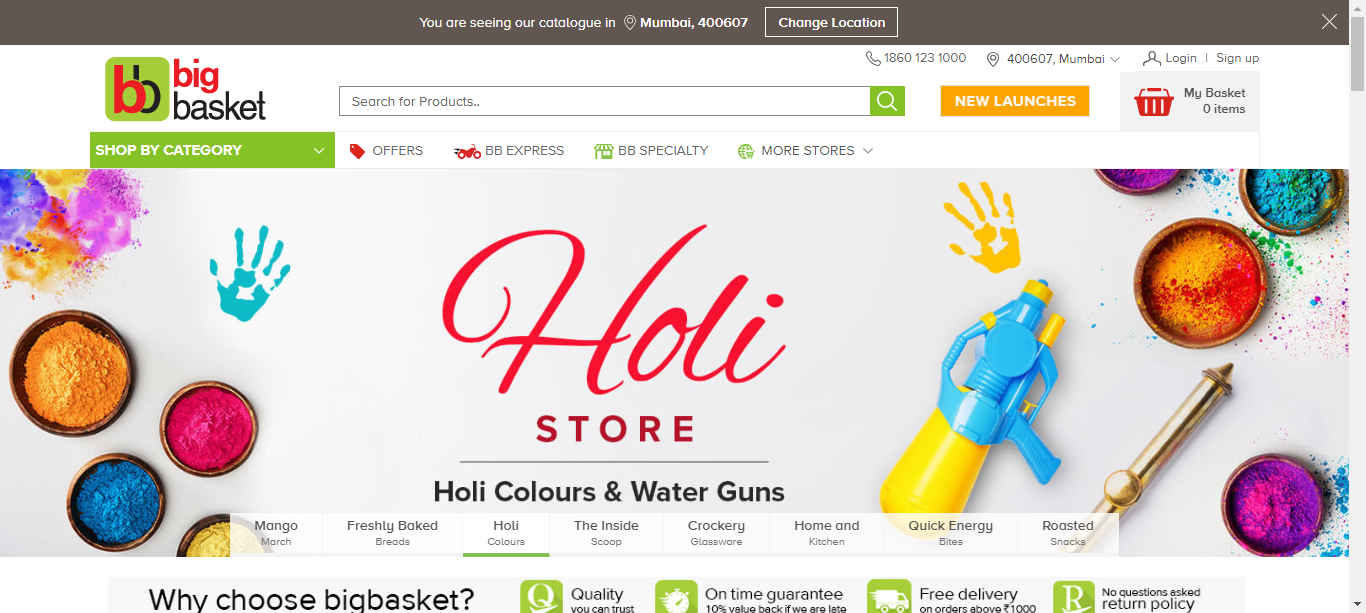 You are seeing our catalogue in Mumbai, 400607 Change Location
1860 123 1000 400607, Mumbai Login | Sign up
bb big basket
Search for Products..
NEW LAUNCHES
My Basket
0 items
SHOP BY CATEGORY
OFFERS BB EXPRESS BB SPECIALTY MORE STORES
Holi
STORE
Holi Colours & Water Guns
Mango
March
Freshly Baked
Breads
Holi
Colours
The Inside
Scoop
Crockery
Glassware
Home and
Kitchen
Quick Energy
Bites
Roasted
Snacks
Why choose bigbasket?
Q
Quality
you can trust
On time guarantee
10% value back if we are late
Free delivery
on orders above ₹1000
R
No questions asked
return policy